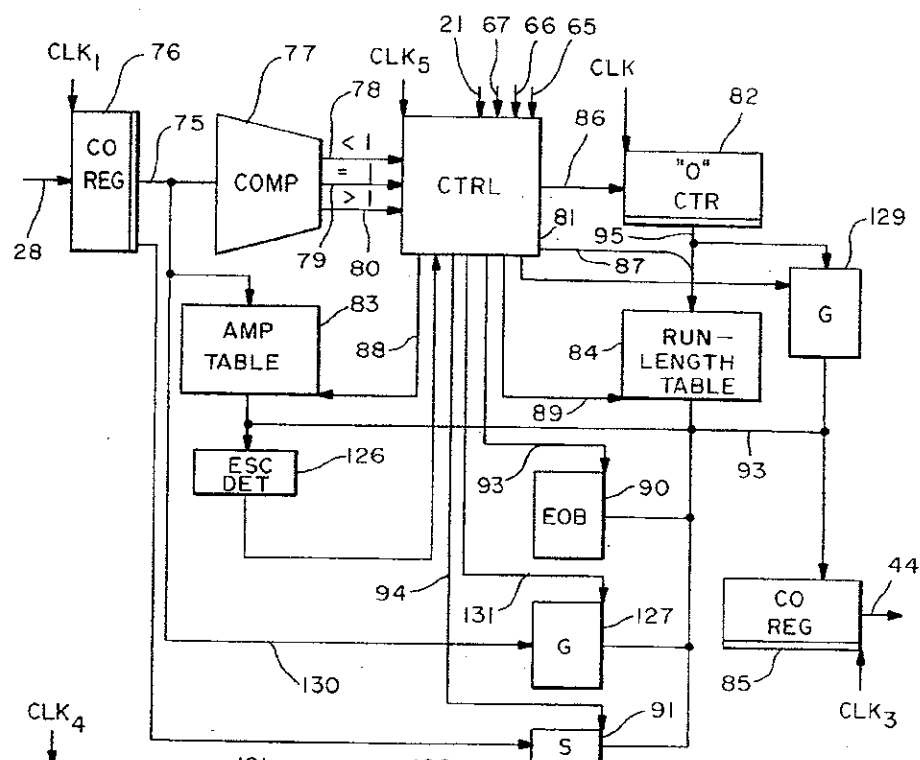 CLK1
76
77
CLK5
21
67
66
65
CLK
78
82
75
86
CO
REG
COMP
< 1
= 1
> 1
CTRL
"O"
CTR
28
79
80
81
95
87
129
83
AMP
TABLE
88
84
RUN-
LENGTH
TABLE
G
89
126
ESC
DET
93
90
93
EOB
94
131
127
44
CO
REG
G
130
85
CLK3
91
CLK4
S